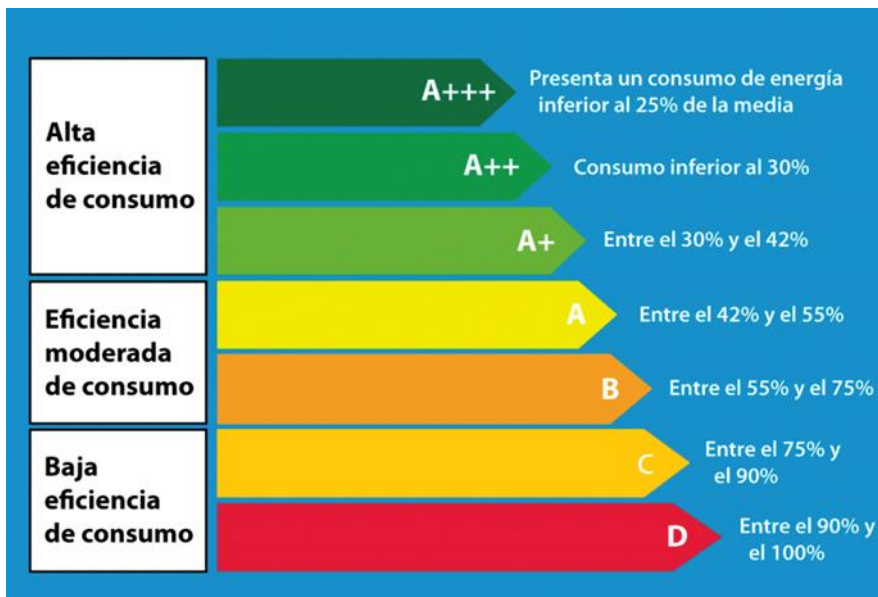 Alta
eficiencia
de consumo
A+++
Presenta un consumo de energía
inferior al 25% de la media
A++
Consumo inferior al 30%
A+
Entre el 30% y el 42%
Eficiencia
moderada
de consumo
A
Entre el 42% y el 55%
B
Entre el 55% y el 75%
Baja
eficiencia
de consumo
C
Entre el 75% y
el 90%
D
Entre el 90% y
el 100%